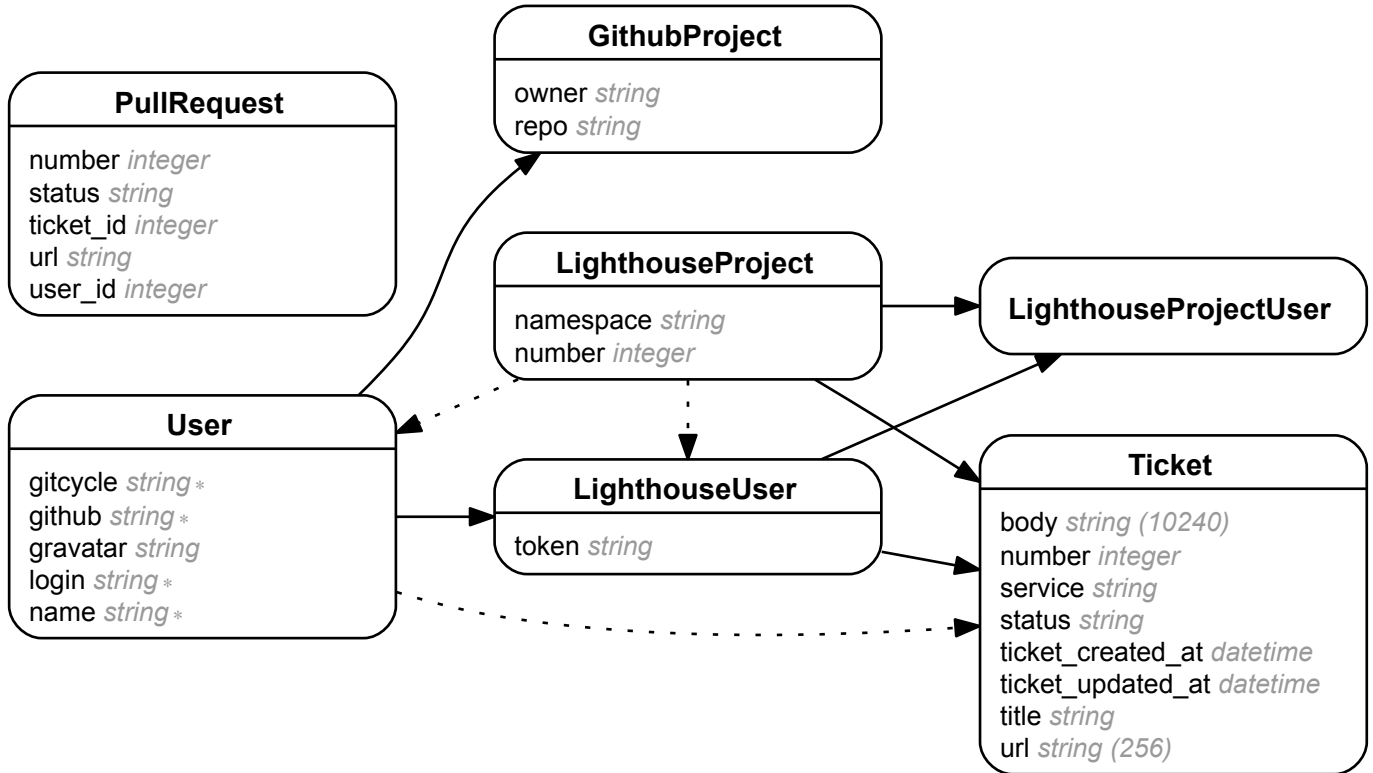 PullRequest
number integer
status string
ticket_id integer
url string
user_id integer
GithubProject
owner string
repo string
LighthouseProject
namespace string
number integer
LighthouseProjectUser
User
gitcycle string *
github string *
gravatar string
login string *
name string *
LighthouseUser
token string
Ticket
body string (10240)
number integer
service string
status string
ticket_created_at datetime
ticket_updated_at datetime
title string
url string (256)